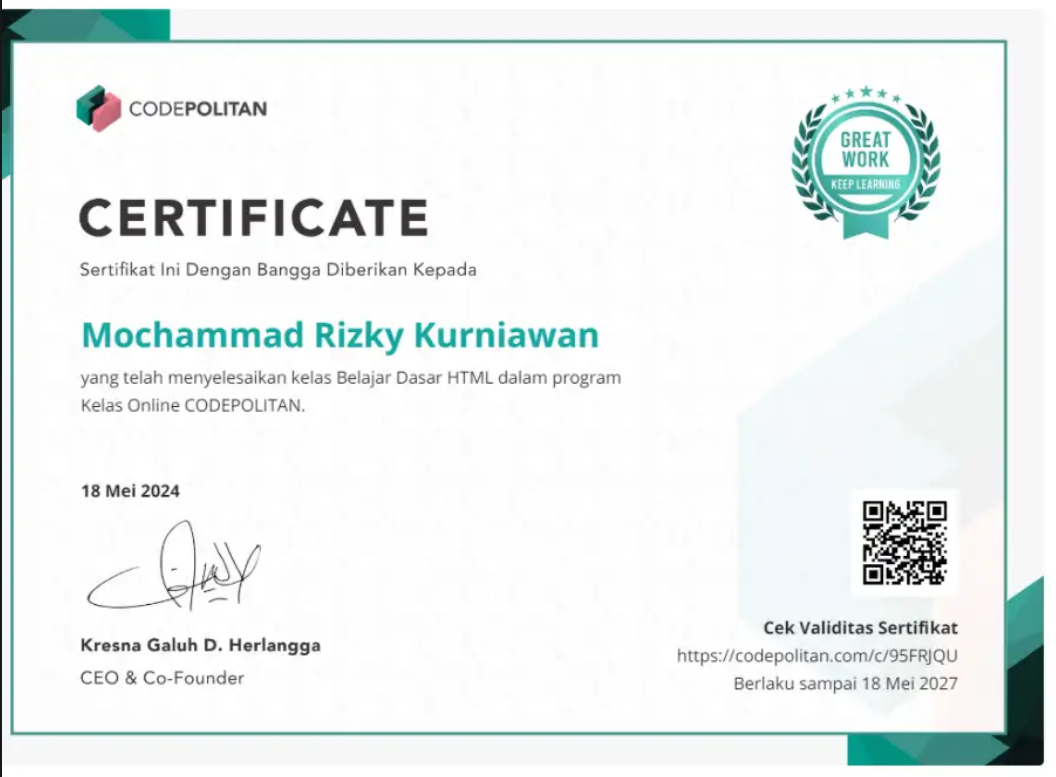 CODEPOLITAN
GREAT
WORK
KEEP LEARNING
CERTIFICATE
Sertifikat Ini Dengan Bangga Diberikan Kepada
Mochammad Rizky Kurniawan
yang telah menyelesaikan kelas Belajar Dasar HTML dalam program
Kelas Online CODEPOLITAN.
18 Mei 2024
Kresna Galuh D. Herlangga
CEO & Co-Founder
Cek Validitas Sertifikat
https://codepolitan.com/c/95FRJQU
Berlaku sampai 18 Mei 2027